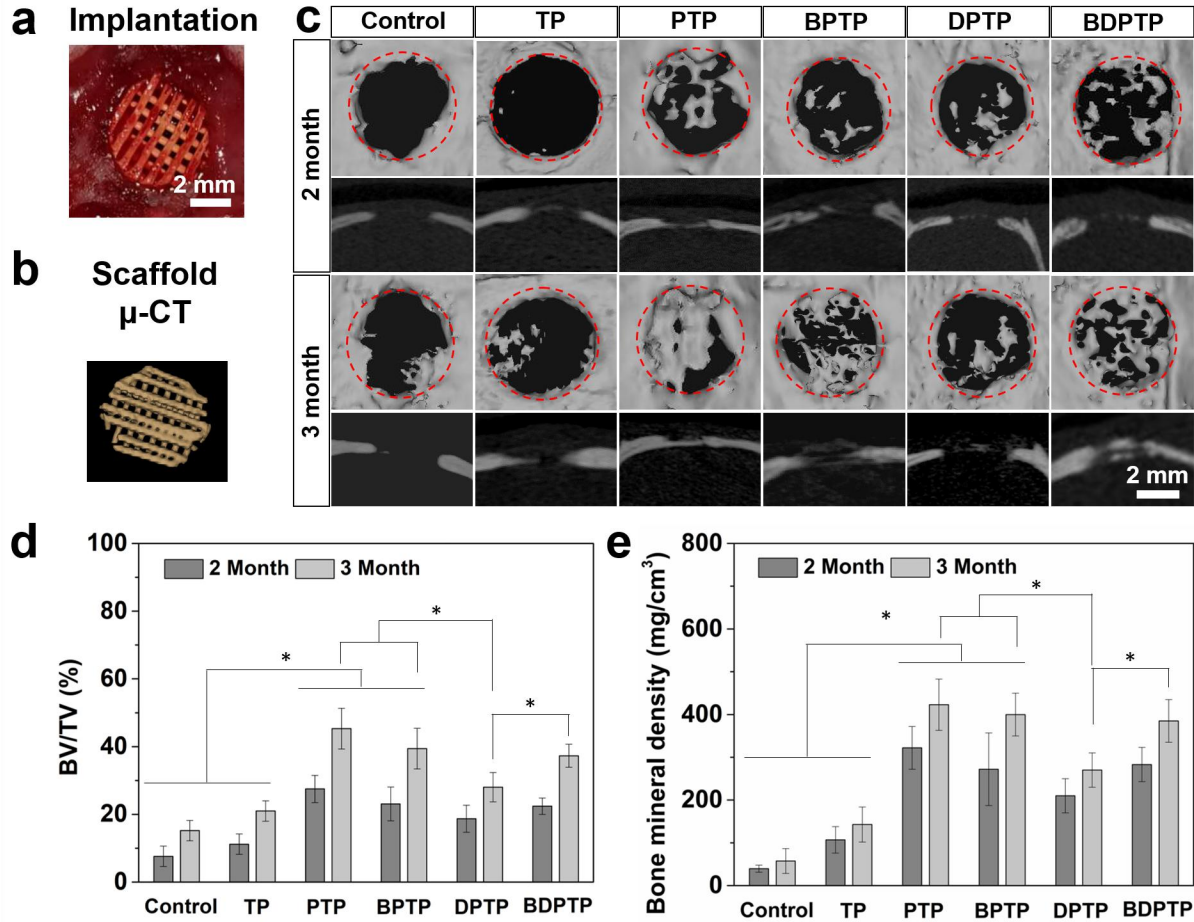 a Implantation
2 mm
b Scaffold
μ-CT
c Control TP PTP BPTP DPTP BDPTP
2 month
3 month
2 mm
d
100
80
60
40
20
0
BV/TV (%)
2 Month 3 Month
*
*
*
Control TP PTP BPTP DPTP BDPTP
e
800
600
400
200
0
Bone mineral density (mg/cm³)
2 Month 3 Month
*
*
*
Control TP PTP BPTP DPTP BDPTP